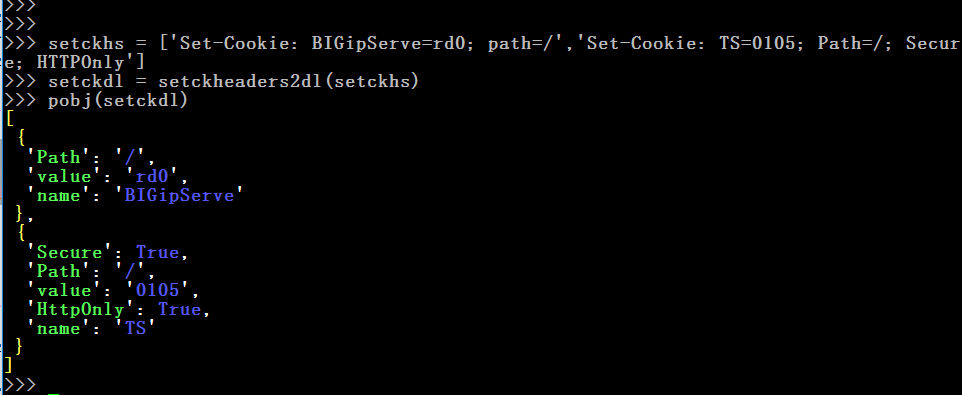 >>>
>>>
>>> setckhs = ['Set-Cookie: BIGipServe=rd0; path=/','Set-Cookie: TS=0105; Path=/; Secur
e; HTTPOnly']
>>> setckdl = setckheaders2dl(setckhs)
>>> pobj(setckdl)
[
 {
  'Path': '/',
  'value': 'rd0',
  'name': 'BIGipServe'
 },
 {
  'Secure': True,
  'Path': '/',
  'value': '0105',
  'HttpOnly': True,
  'name': 'TS'
 }
]
>>>